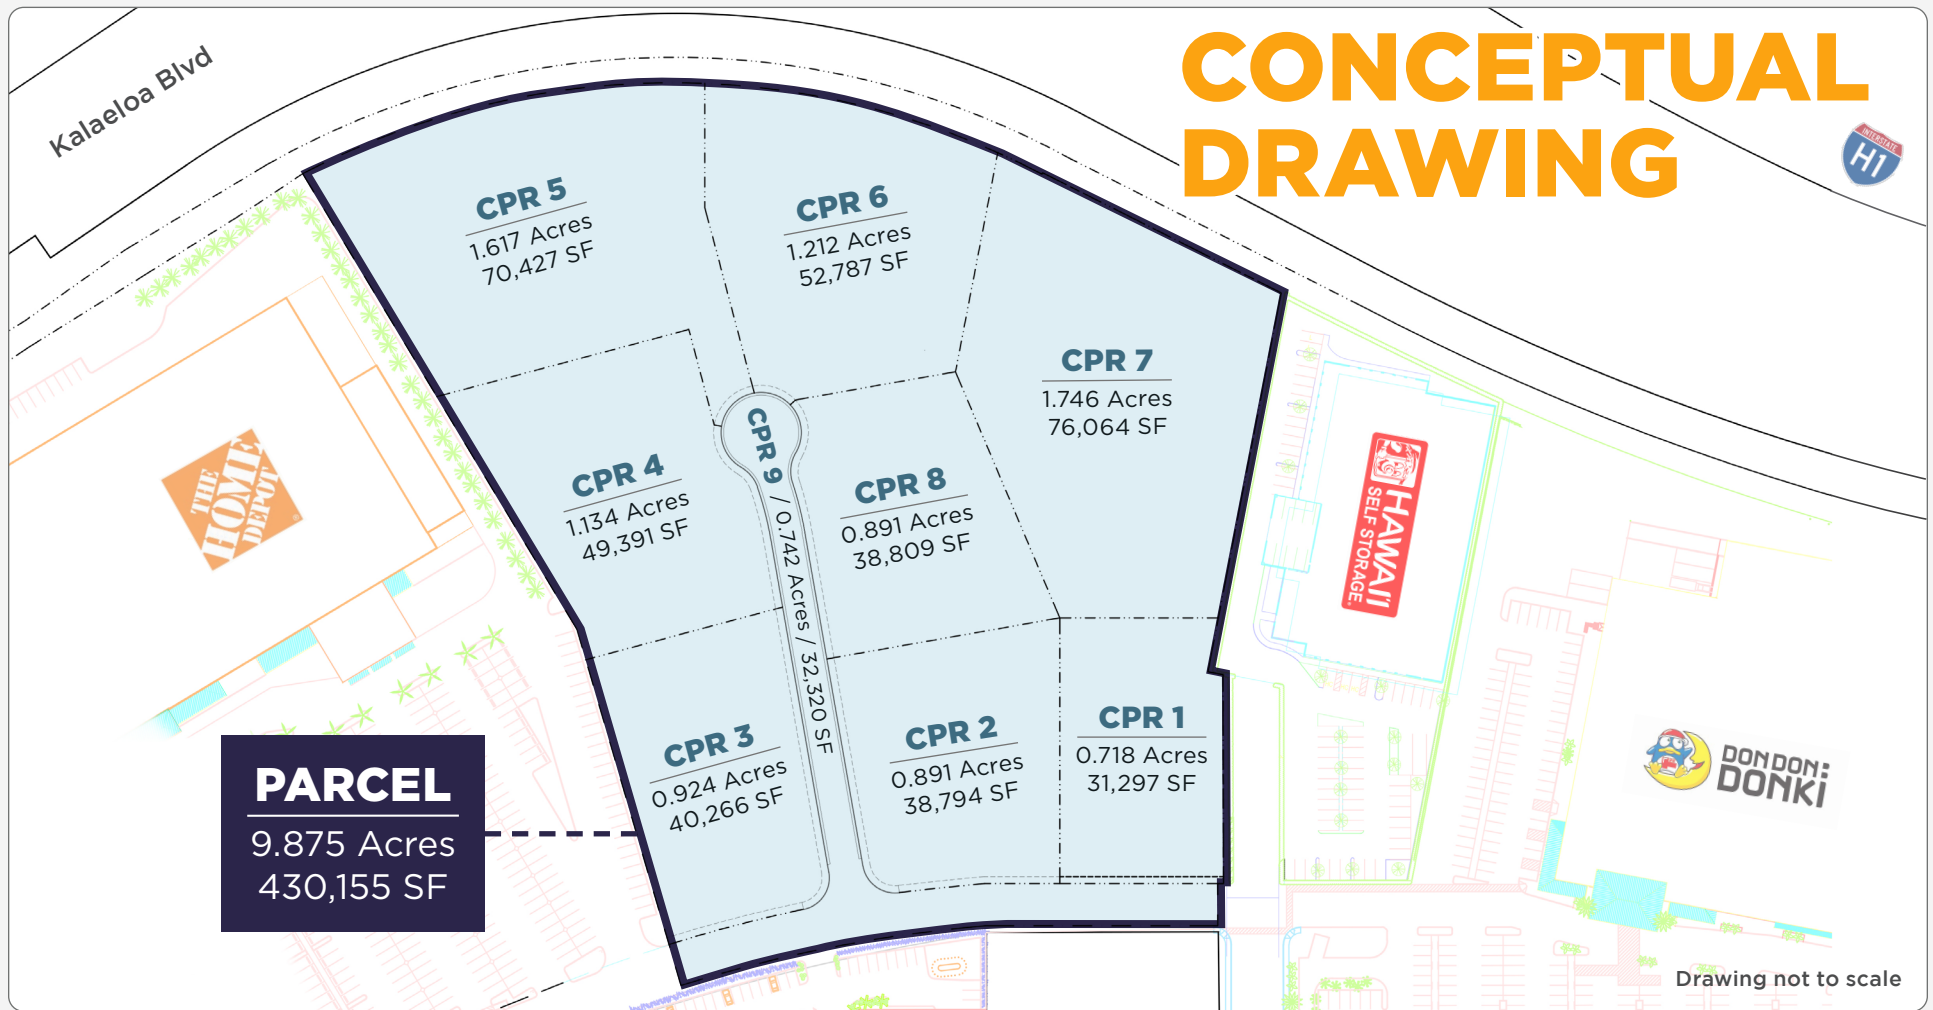 Kalaeloa Blvd
CONCEPTUAL
DRAWING
INTERSTATE
H1
CPR 5
1.617 Acres
70,427 SF
CPR 6
1.212 Acres
52,787 SF
CPR 7
1.746 Acres
76,064 SF
THE
HOME
DEPOT
CPR 4
1.134 Acres
49,391 SF
CPR 9 / 0.742 Acres / 32,320 SF
CPR 8
0.891 Acres
38,809 SF
HAWAI'I
SELF STORAGE
CPR 3
0.924 Acres
40,266 SF
CPR 2
0.891 Acres
38,794 SF
CPR 1
0.718 Acres
31,297 SF
DON DON:
DONKI
PARCEL
9.875 Acres
430,155 SF
Drawing not to scale